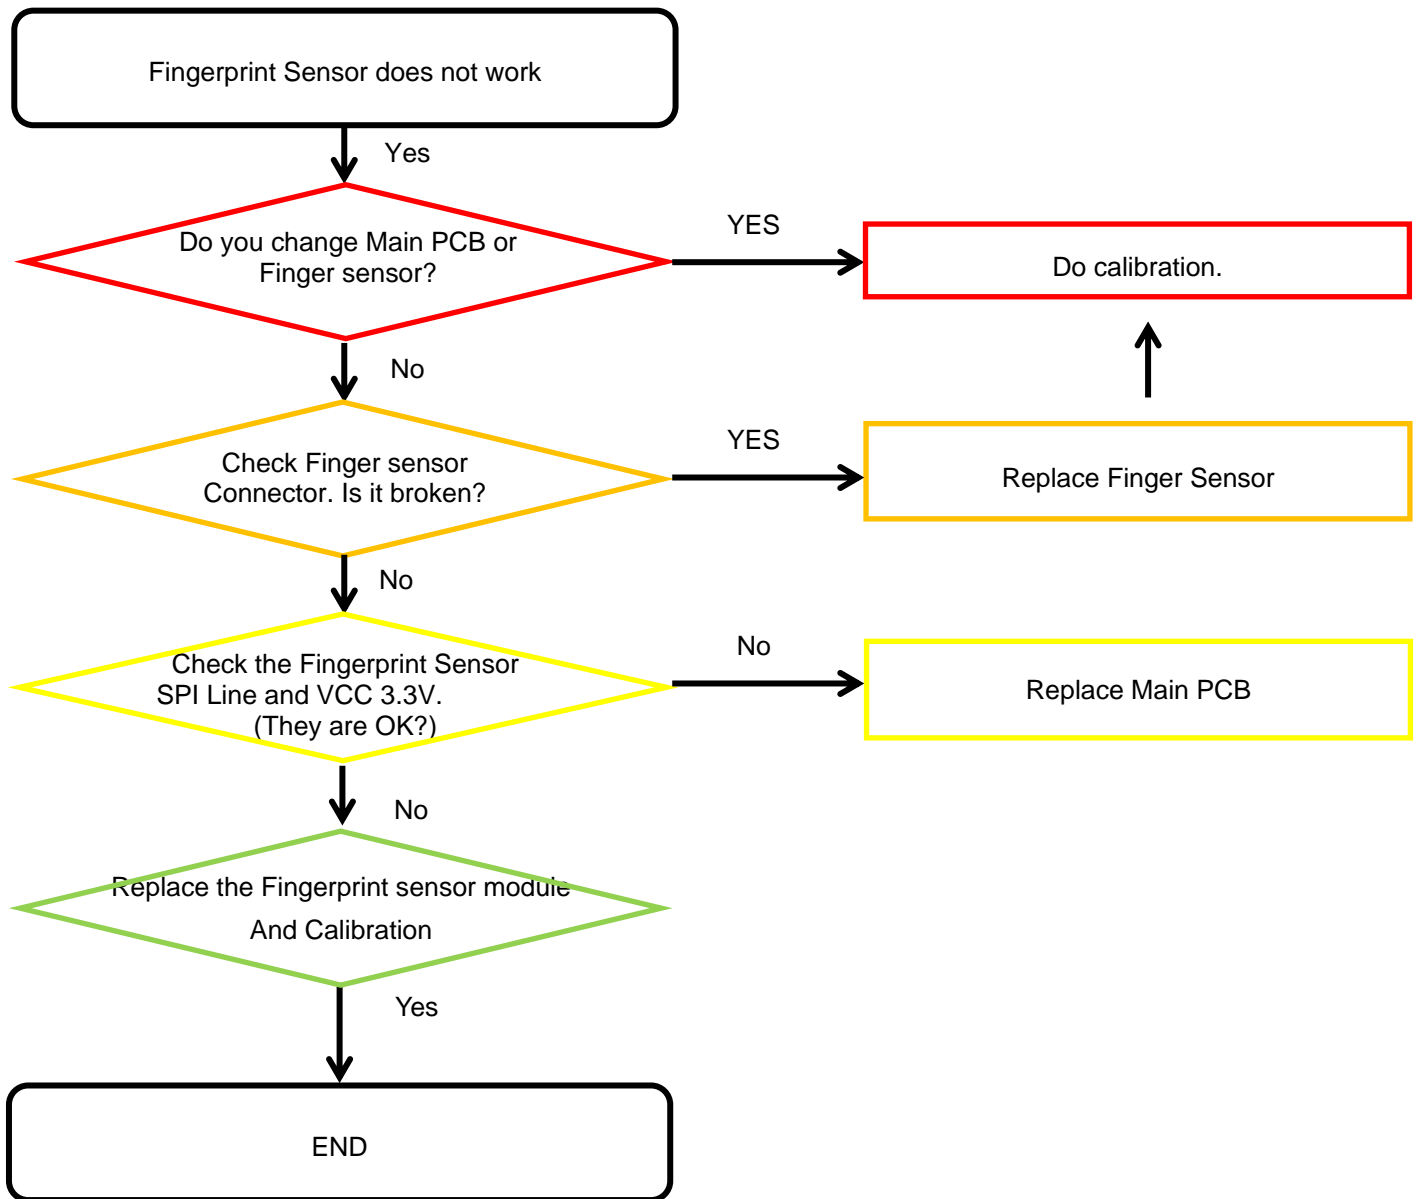 Fingerprint Sensor does not work
Yes
Do you change Main PCB or
Finger sensor?
YES
Do calibration.
No
Check Finger sensor
Connector. Is it broken?
YES
Replace Finger Sensor
No
Check the Fingerprint Sensor
SPI Line and VCC 3.3V.
(They are OK?)
No
Replace Main PCB
No
Replace the Fingerprint sensor module
And Calibration
Yes
END